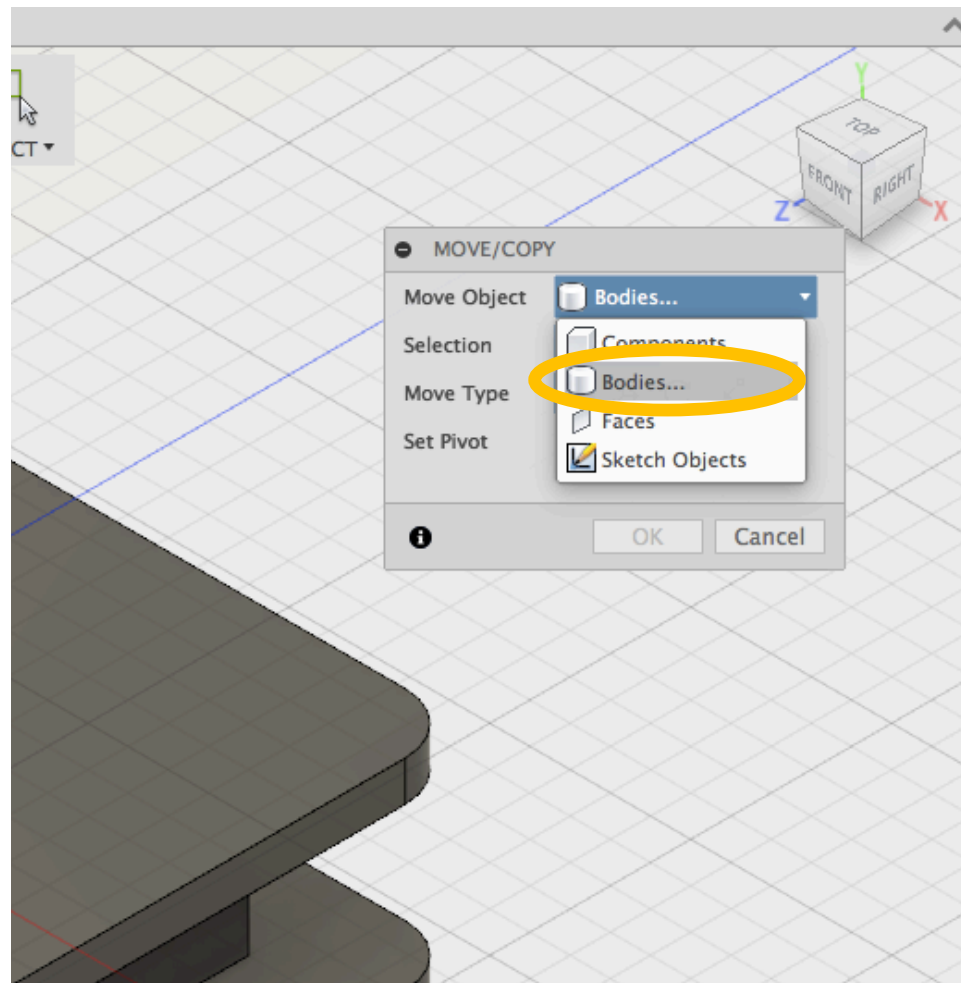 CT
Y
TOP
FRONT
RIGHT
Z
X
MOVE/COPY
Move Object
Bodies...
Selection
Components
Move Type
Bodies...
Faces
Set Pivot
Sketch Objects
OK
Cancel